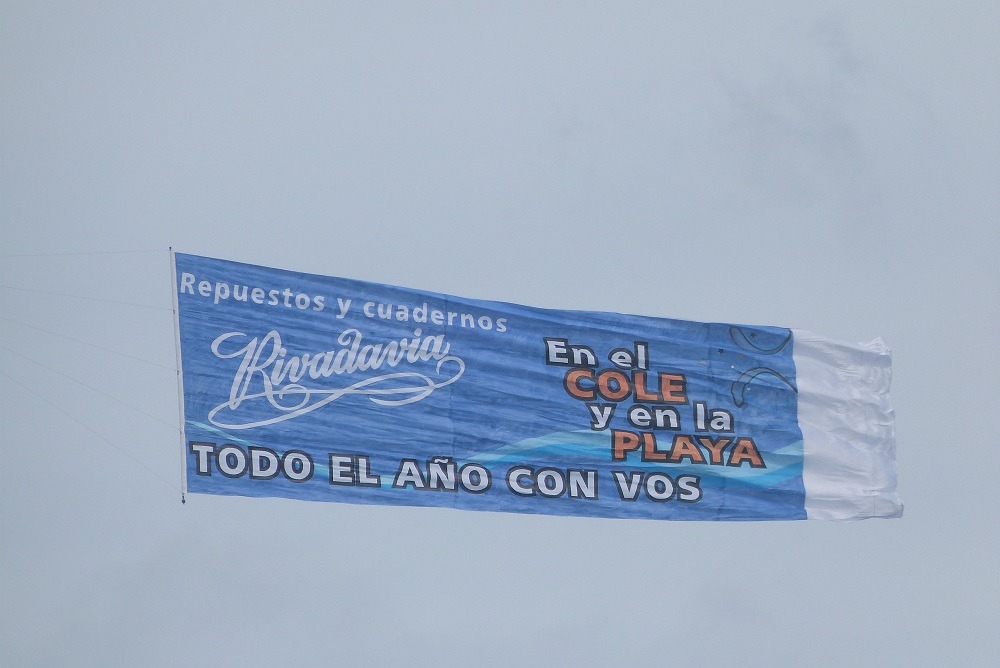 Repuestos y cuadernos
Rivadavia
En el
COLE
y en la
PLAYA
TODO EL AÑO CON VOS